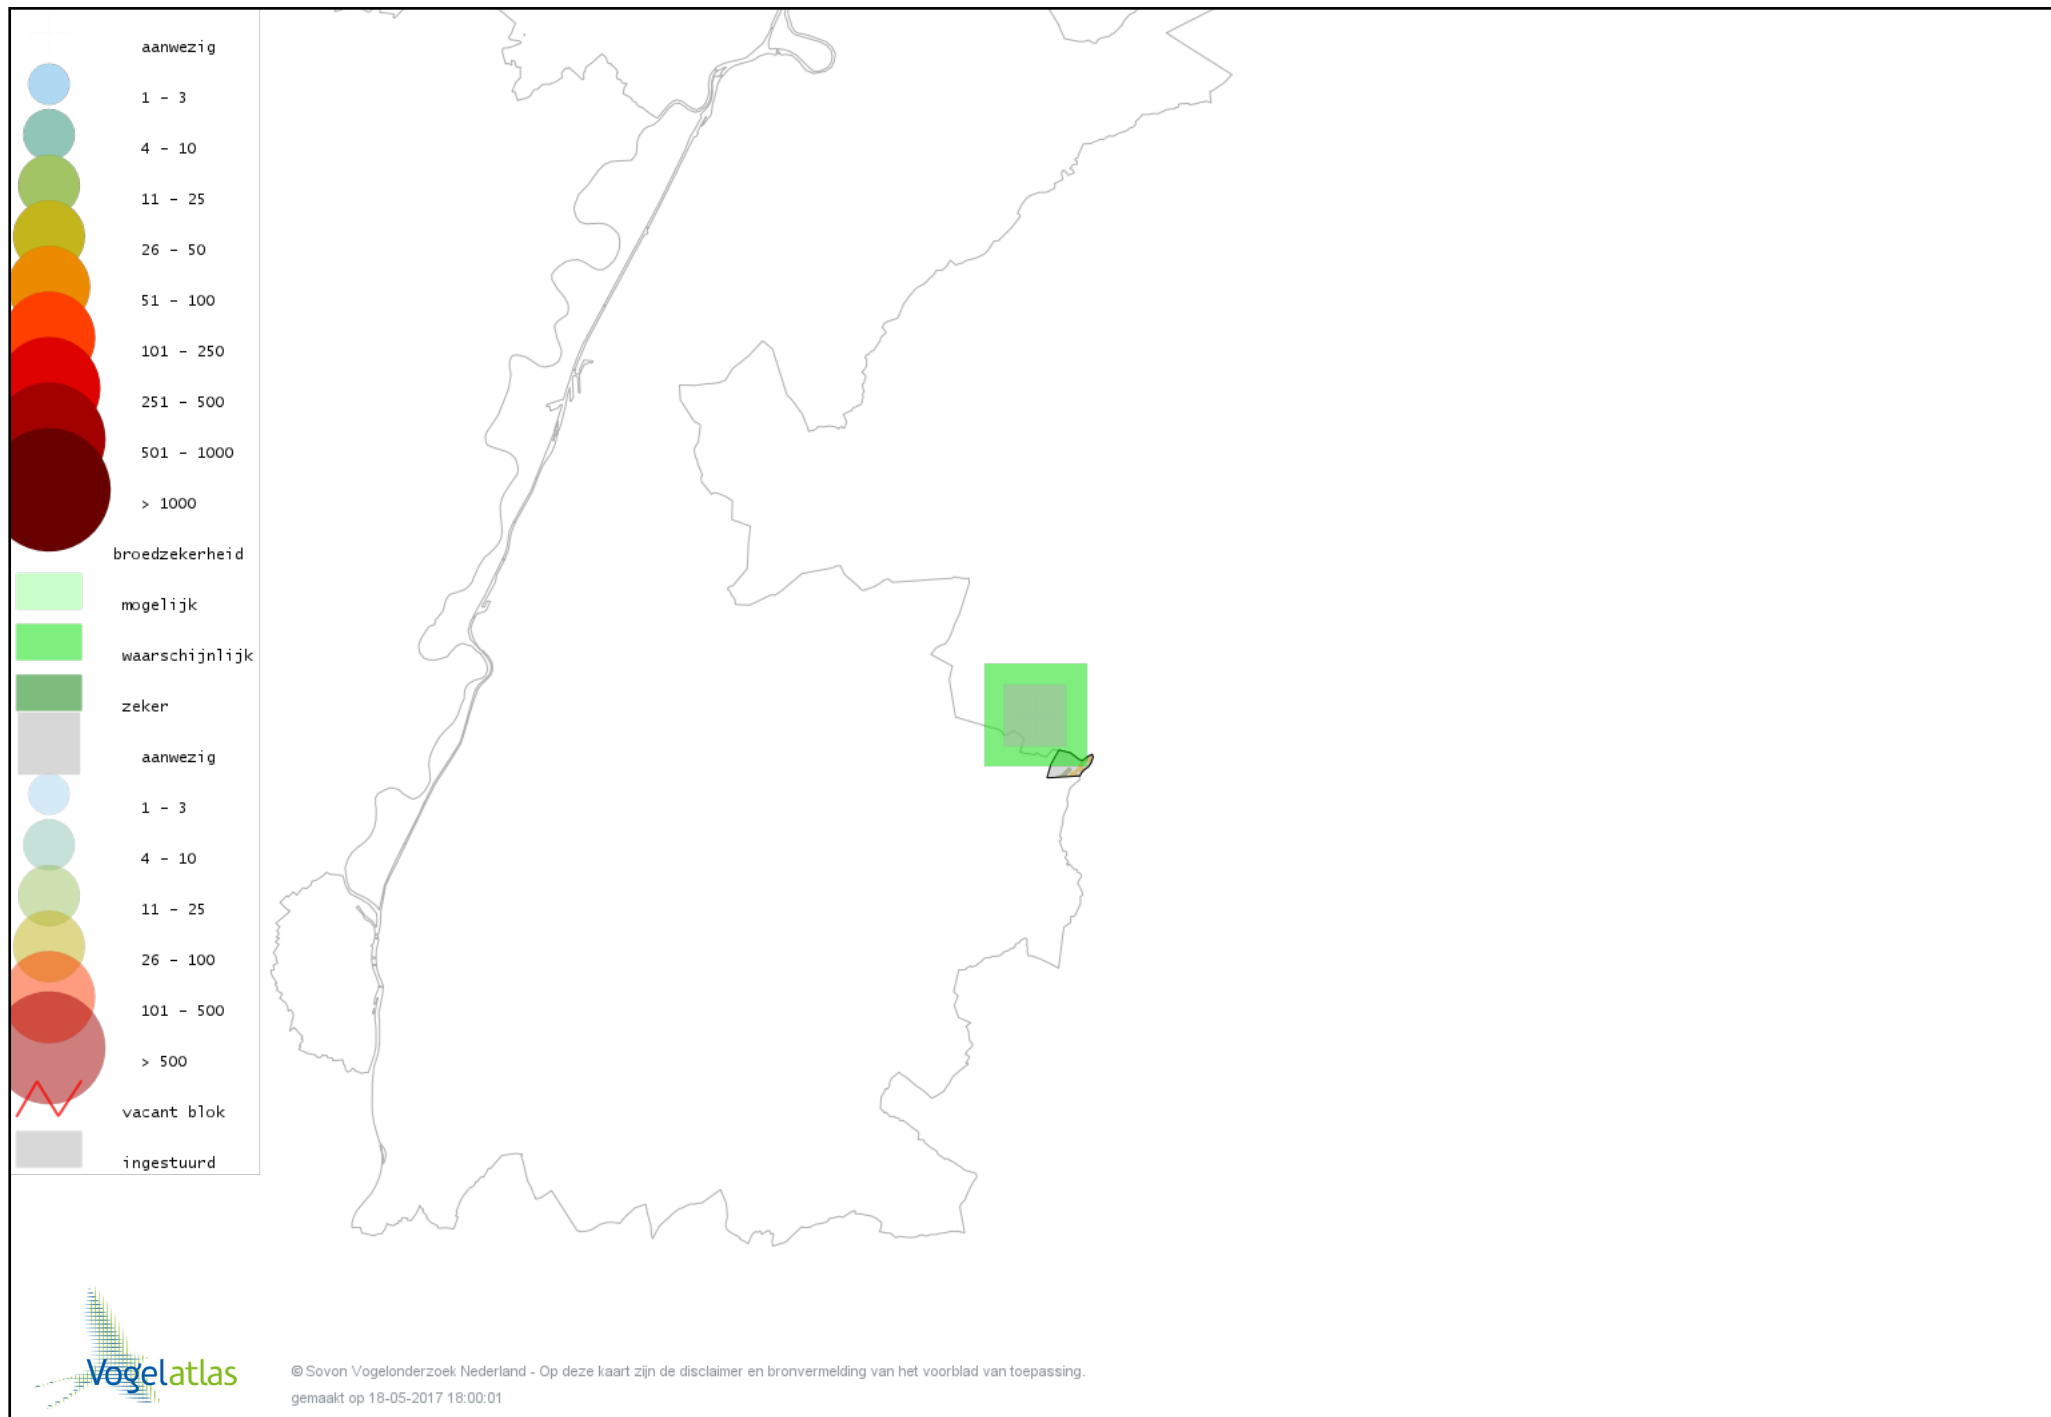 aanwezig
1 - 3
4 - 10
11 - 25
26 - 50
51 - 100
101 - 250
251 - 500
501 - 1000
> 1000
broedzekerheid
mogelijk
waarschijnlijk
zeker
aanwezig
1 - 3
4 - 10
11 - 25
26 - 100
101 - 500
> 500
vacant blok
ingestuurd
Vogelatlas
© Sovon Vogelonderzoek Nederland - Op deze kaart zijn de disclaimer en bronvermelding van het voorblad van toepassing.
gemaakt op 18-05-2017 18:00:01